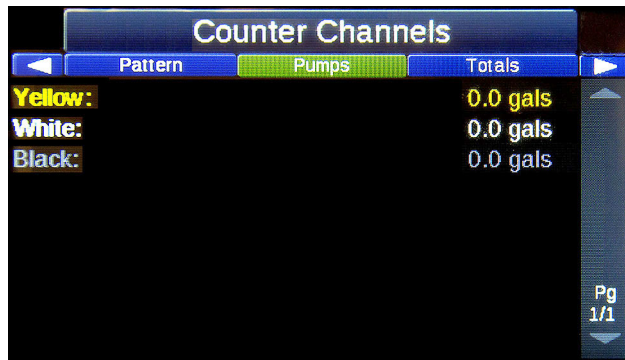 Counter Channels
Pattern Pumps Totals
Yellow: 0.0 gals
White: 0.0 gals
Black: 0.0 gals
Pg
1/1